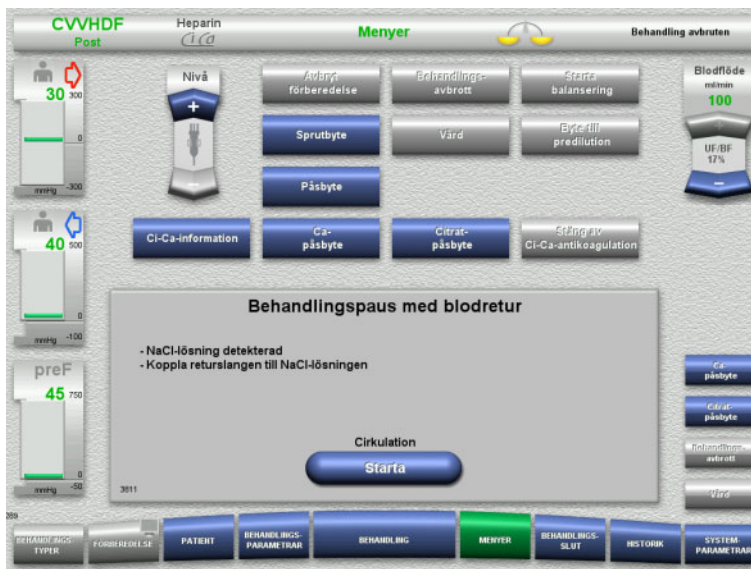 CVVHDF
Post
Heparin
CiCa
Menyer
Behandling avbruten
30 300
-300
mmHg
40 500
0
-100
mmHg
preF
45 750
0
-50
mmHg
Nivå
+
–
Avbryt
förberedelse
Behandlings-
avbrott
Starta
balansering
Sprutbyte
Vård
Byte till
predilution
Påsbyte
Ci-Ca-information
Ca-
påsbyte
Citrat-
påsbyte
Stäng av
Ci-Ca-antikoagulation
Blodflöde
ml/min
100
+
UF/BF
17%
–
Behandlingspaus med blodretur
- NaCl-lösning detekterad
- Koppla returslangen till NaCl-lösningen
Cirkulation
Starta
3811
Ca-
påsbyte
Citrat-
påsbyte
Behandlings-
avbrott
Vård
289
BEHANDLINGS-
TYPER
FÖRBEREDELSE
PATIENT
BEHANDLINGS-
PARAMETRAR
BEHANDLING
MENYER
BEHANDLINGS-
SLUT
HISTORIK
SYSTEM-
PARAMETRAR